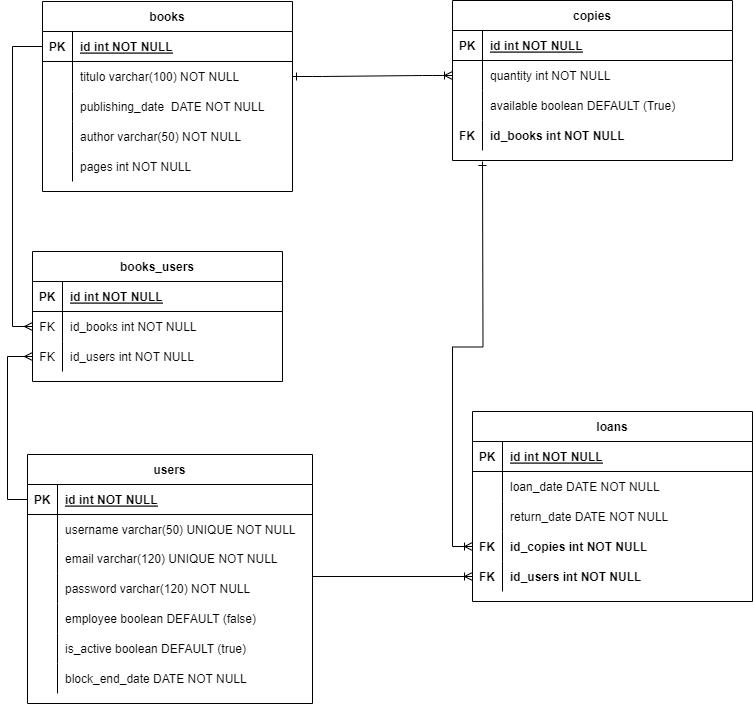 books
PK id int NOT NULL
titulo varchar(100) NOT NULL
publishing_date  DATE NOT NULL
author varchar(50) NOT NULL
pages int NOT NULL
copies
PK id int NOT NULL
quantity int NOT NULL
available boolean DEFAULT (True)
FK id_books int NOT NULL
books_users
PK id int NOT NULL
FK id_books int NOT NULL
FK id_users int NOT NULL
users
PK id int NOT NULL
username varchar(50) UNIQUE NOT NULL
email varchar(120) UNIQUE NOT NULL
password varchar(120) NOT NULL
employee boolean DEFAULT (false)
is_active boolean DEFAULT (true)
block_end_date DATE NOT NULL
loans
PK id int NOT NULL
loan_date DATE NOT NULL
return_date DATE NOT NULL
FK id_copies int NOT NULL
FK id_users int NOT NULL